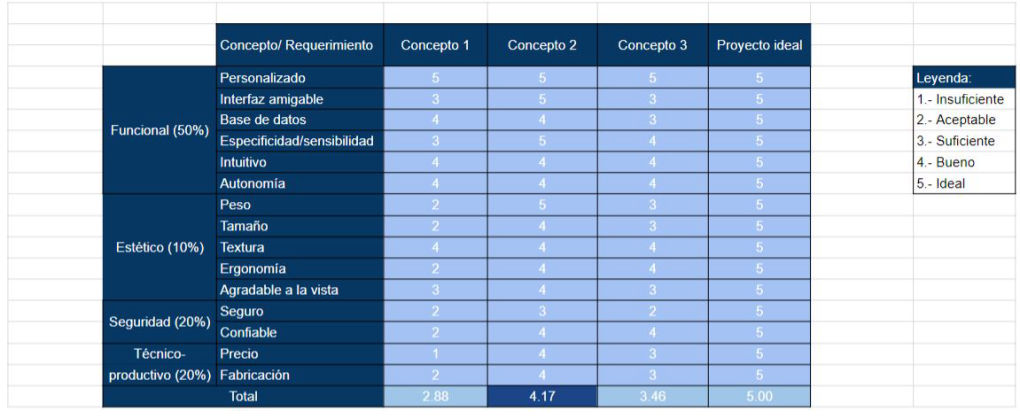 Concepto/ Requerimiento Concepto 1 Concepto 2 Concepto 3 Proyecto ideal
Funcional (50%)
Personalizado 5 5 5 5
Interfaz amigable 3 5 3 5
Base de datos 4 4 3 5
Especificidad/sensibilidad 3 5 4 5
Intuitivo 4 4 4 5
Autonomía 4 4 4 5
Estético (10%)
Peso 2 5 3 5
Tamaño 2 4 3 5
Textura 4 4 4 5
Ergonomía 2 4 4 5
Agradable a la vista 3 4 3 5
Seguridad (20%)
Seguro 2 3 2 5
Confiable 2 4 4 5
Técnico-
productivo (20%)
Precio 1 4 3 5
Fabricación 2 4 3 5
Total 2.88 4.17 3.46 5.00
Leyenda:
1.- Insuficiente
2.- Aceptable
3.- Suficiente
4.- Bueno
5.- Ideal